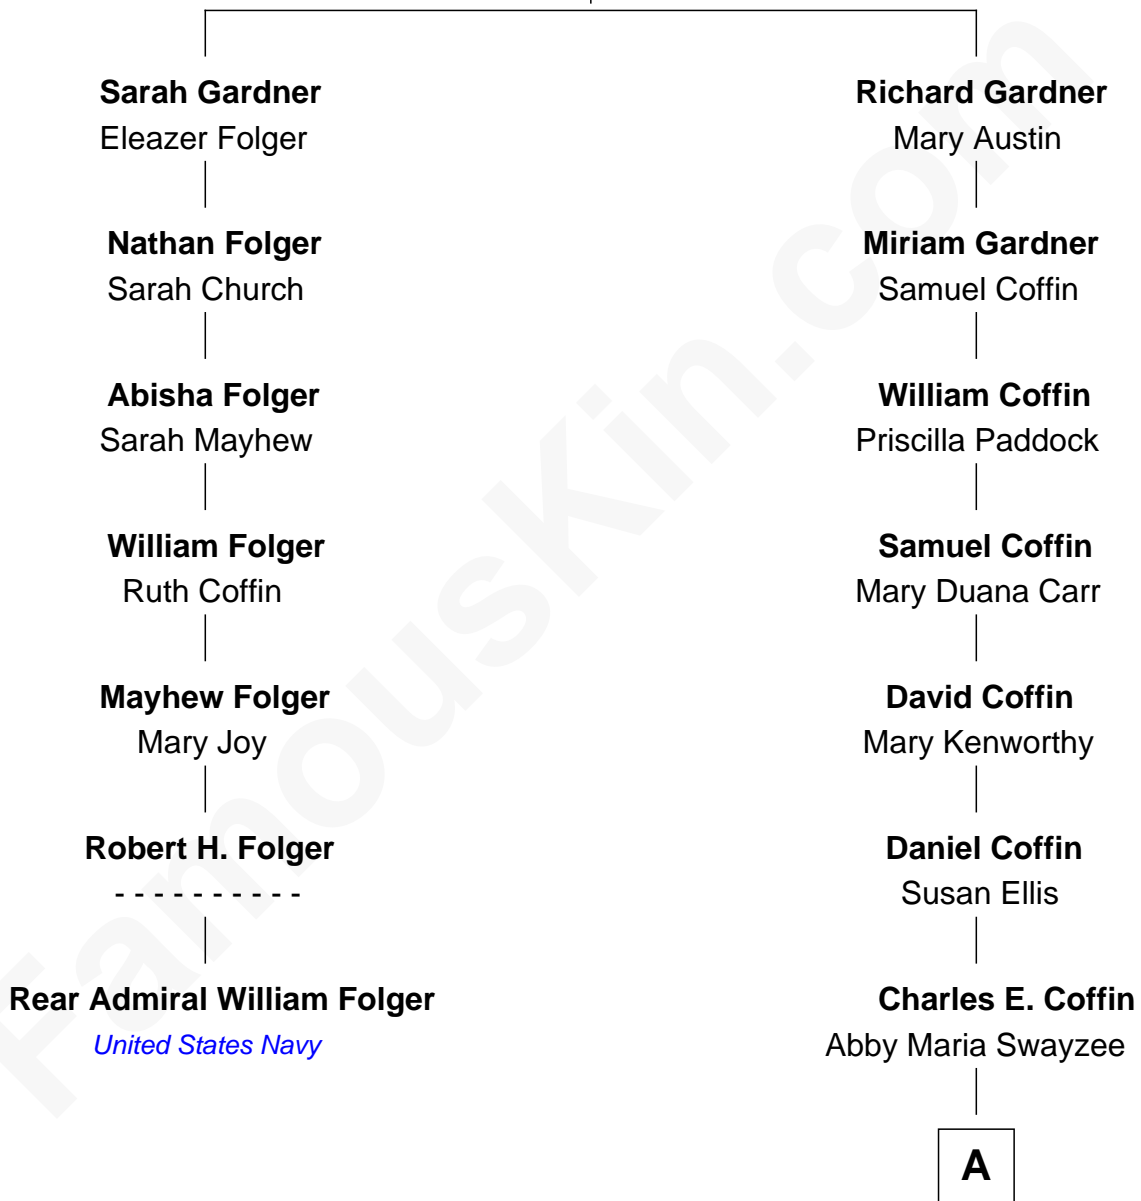 Sarah Gardner
Eleazer Folger
Nathan Folger
Sarah Church
Abisha Folger
Sarah Mayhew
William Folger
Ruth Coffin
Mayhew Folger
Mary Joy
Robert H. Folger
- - - - - - - - - -
Rear Admiral William Folger
United States Navy
Richard Gardner
Mary Austin
Miriam Gardner
Samuel Coffin
William Coffin
Priscilla Paddock
Samuel Coffin
Mary Duana Carr
David Coffin
Mary Kenworthy
Daniel Coffin
Susan Ellis
Charles E. Coffin
Abby Maria Swayzee
A
FamousKin.com